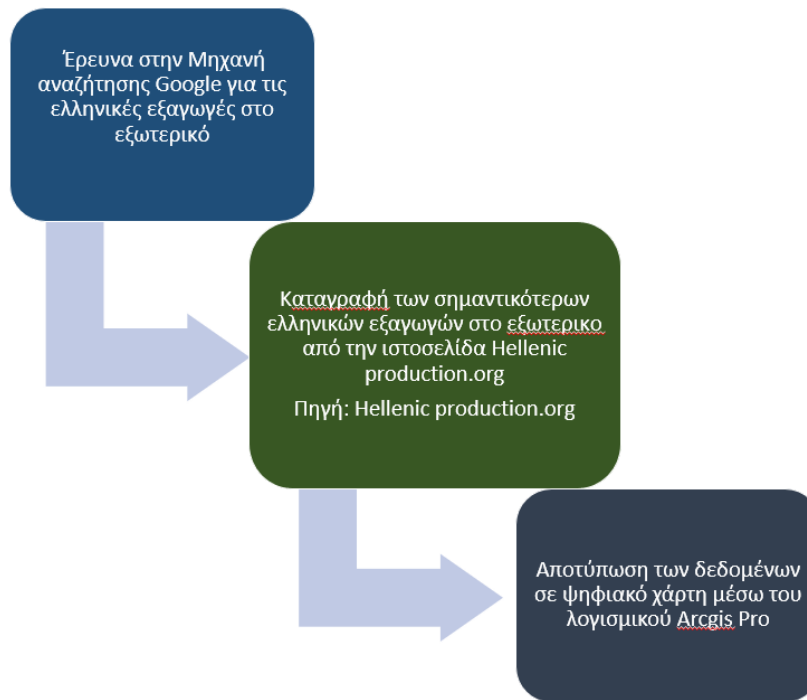 Έρευνα στην Μηχανή
αναζήτησης Google για τις
ελληνικές εξαγωγές στο
εξωτερικό
Καταγραφή των σημαντικότερων
ελληνικών εξαγωγών στο εξωτερικο
από την ιστοσελίδα Hellenic
production.org
Πηγή: Hellenic production.org
Αποτύπωση των δεδομένων
σε ψηφιακό χάρτη μέσω του
λογισμικού Arcgis Pro